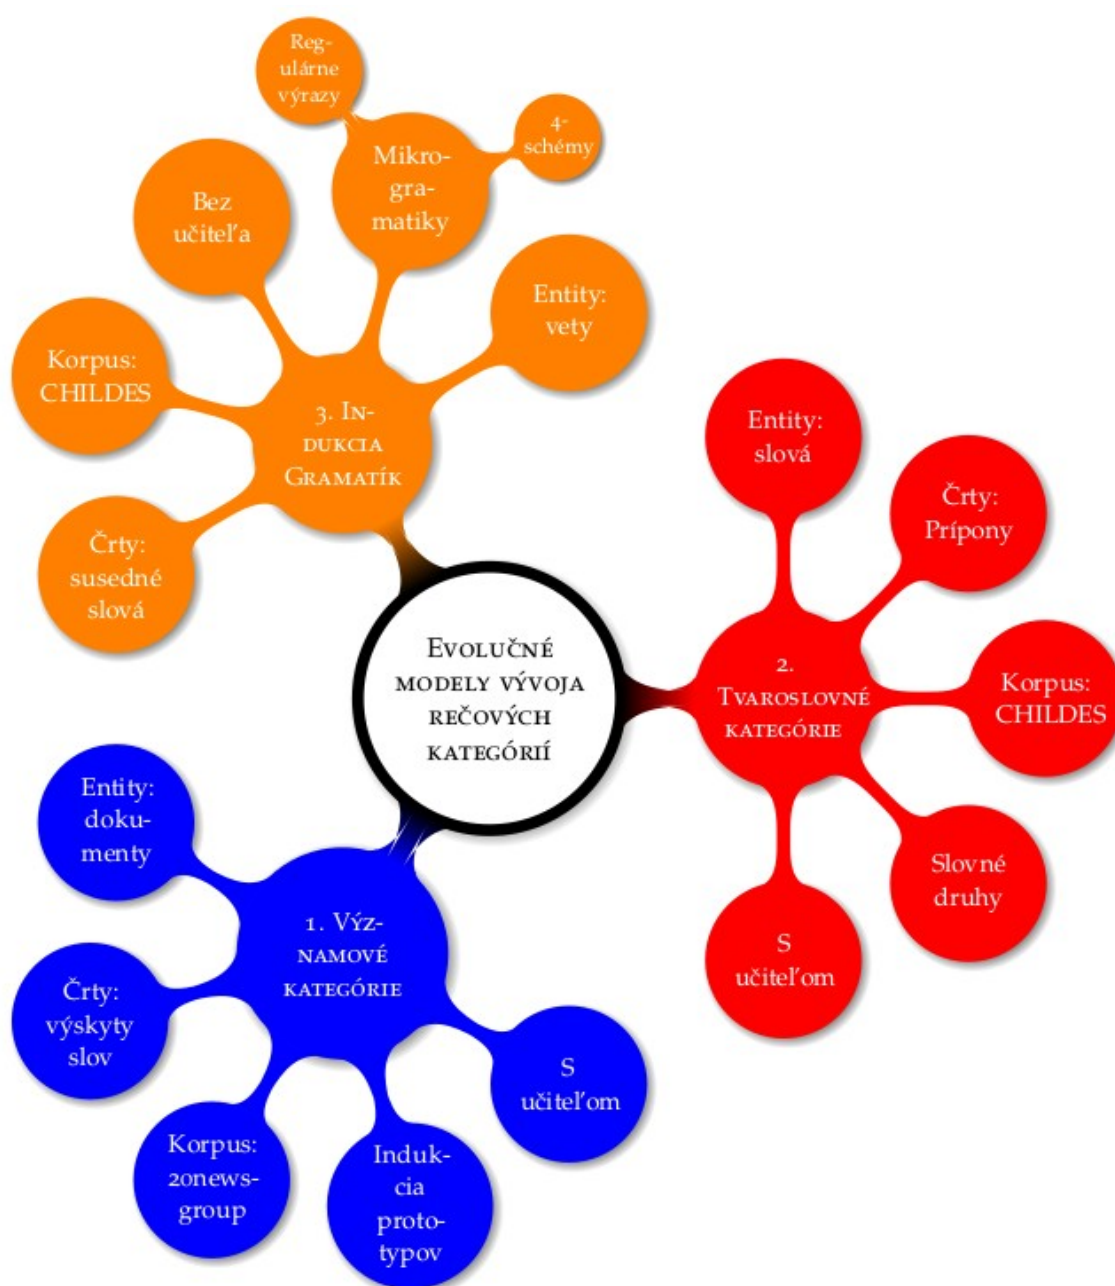 Reg-
ulárne
výrazy
4-
schémy
Mikro-
gra-
matiky
Bez
učiteľa
Entity:
vety
Korpus:
CHILDES
3. In-
dukcia
Gramatík
Črty:
susedné
slová
Entity:
slová
Črty:
Prípony
Evolučné
modely vývoja
rečových
kategórií
2.
Tvaroslovné
kategórie
Korpus:
CHILDES
Slovné
druhy
S
učiteľom
Entity:
doku-
menty
1. Výz-
namové
kategórie
Črty:
výskyty
slov
S
učiteľom
Korpus:
20news-
group
Induk-
cia
proto-
typov